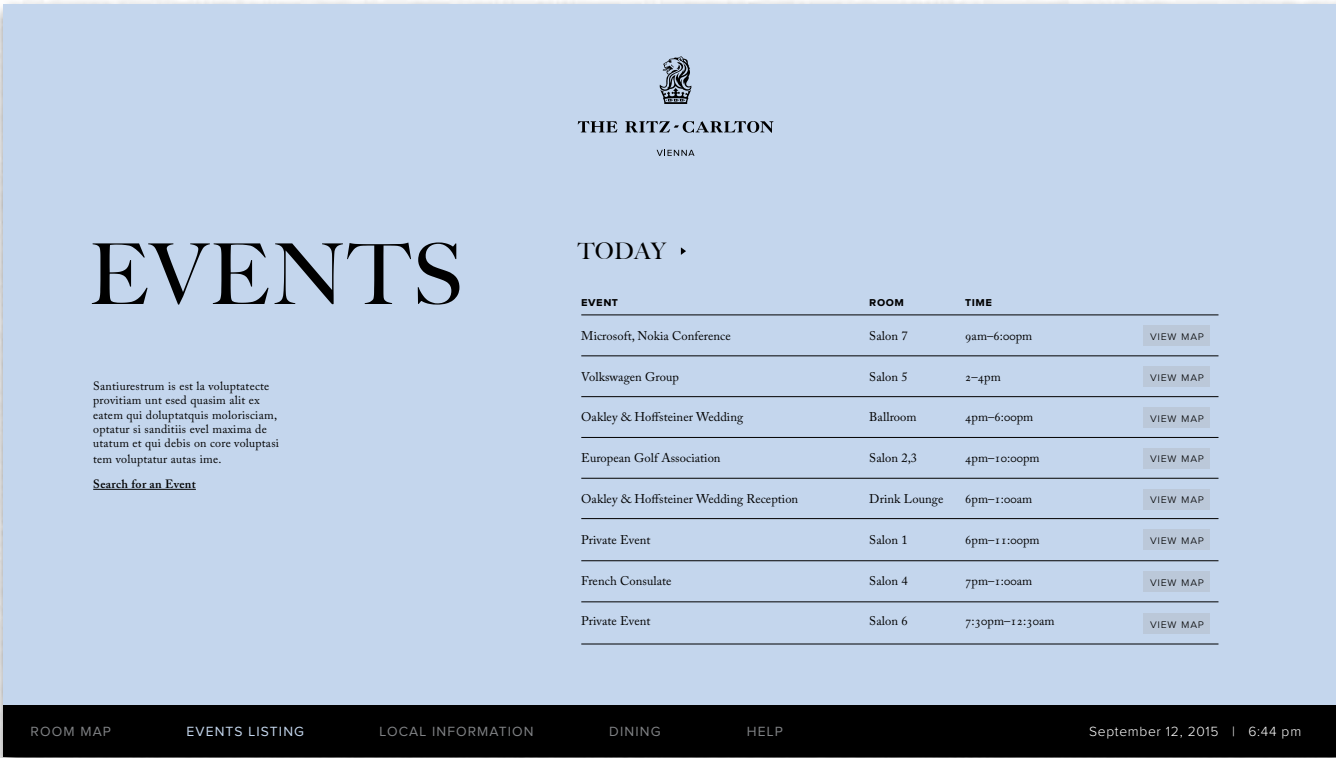 THE RITZ-CARLTON
VIENNA
EVENTS
Santiurestrum is est la voluptatecte
provitiam unt esed quasim alit ex
eatem qui doluptatquis molorisciam,
optatur si sanditiis evel maxima de
utatum et qui debis on core voluptasi
tem voluptatur autas ime.
Search for an Event
TODAY
EVENT ROOM TIME
Microsoft, Nokia Conference Salon 7 9am–6:00pm VIEW MAP
Volkswagen Group Salon 5 2–4pm VIEW MAP
Oakley & Hoffsteiner Wedding Ballroom 4pm–6:00pm VIEW MAP
European Golf Association Salon 2,3 4pm–10:00pm VIEW MAP
Oakley & Hoffsteiner Wedding Reception Drink Lounge 6pm–1:00am VIEW MAP
Private Event Salon 1 6pm–11:00pm VIEW MAP
French Consulate Salon 4 7pm–1:00am VIEW MAP
Private Event Salon 6 7:30pm–12:30am VIEW MAP
ROOM MAP EVENTS LISTING LOCAL INFORMATION DINING HELP September 12, 2015 | 6:44 pm